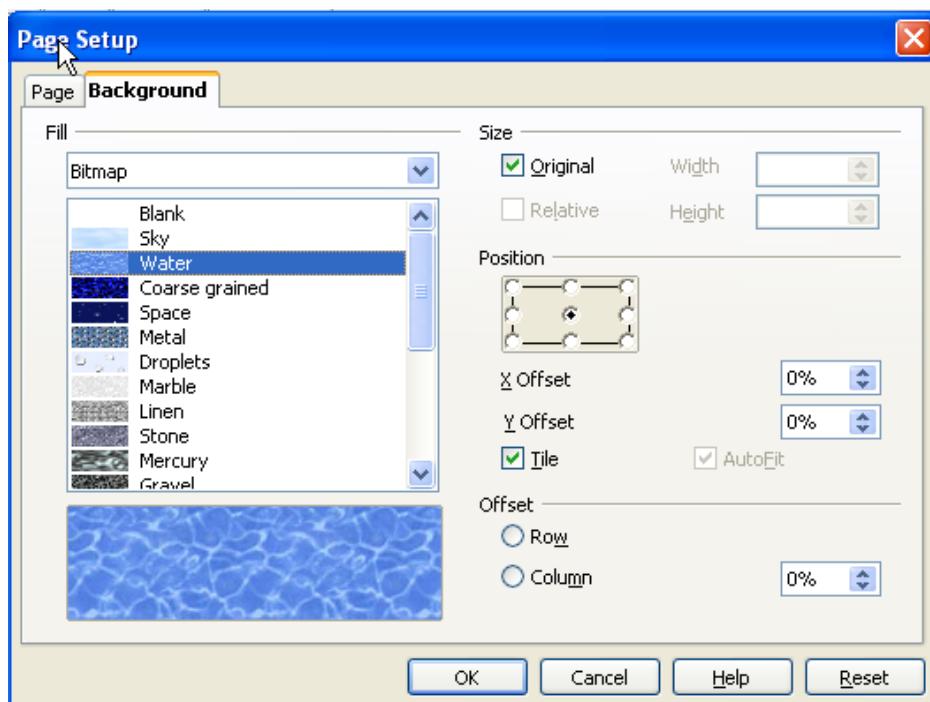 Page Setup
Page Background
Fill
Bitmap
Blank
Sky
Water
Coarse grained
Space
Metal
Droplets
Marble
Linen
Stone
Mercury
Gravel
Size
Original Width
Relative Height
Position
X Offset 0%
Y Offset 0%
Tile AutoFit
Offset
Row
Column 0%
OK Cancel Help Reset